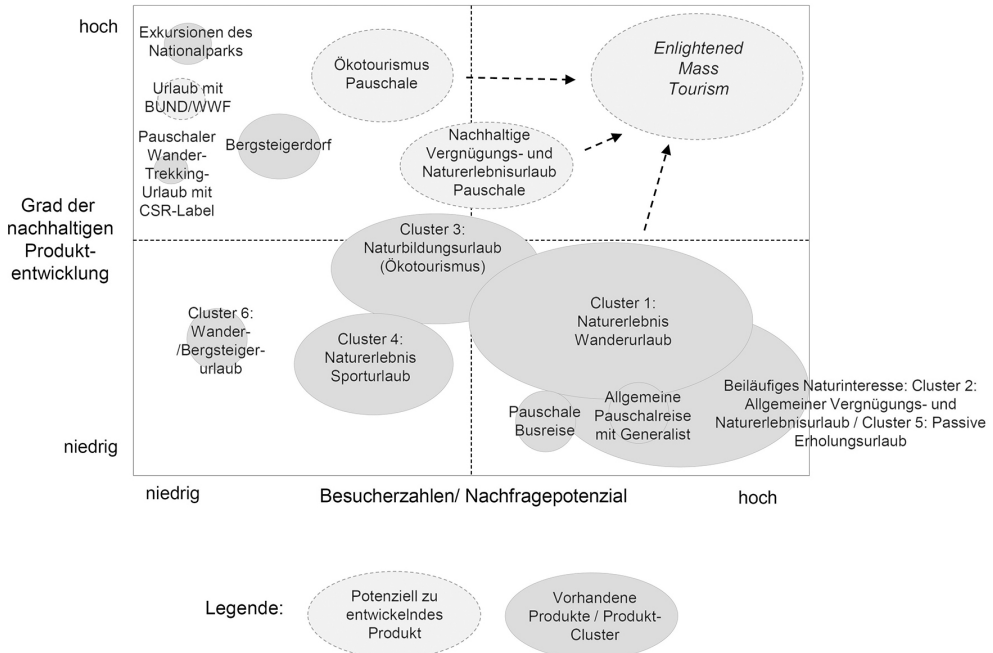 hoch
Exkursionen des
Nationalparks
Urlaub mit
BUND/WWF
Pauschaler
Wander-
Trekking-
Urlaub mit
CSR-Label
Bergsteigerdorf
Ökotourismus
Pauschale
Nachhaltige
Vergnügungs- und
Naturerlebnisurlaub
Pauschale
Enlightened
Mass
Tourism
Grad der
nachhaltigen
Produkt-
entwicklung
Cluster 3:
Naturbildungsurlaub
(Ökotourismus)
Cluster 1:
Naturerlebnis
Wanderurlaub
Cluster 6:
Wander-
/Bergsteiger-
urlaub
Cluster 4:
Naturerlebnis
Sporturlaub
Pauschale
Busreise
Allgemeine
Pauschalreise
mit Generalist
Beiläufiges Naturinteresse: Cluster 2:
Allgemeiner Vergnügungs- und
Naturerlebnisurlaub / Cluster 5: Passive
Erholungsurlaub
niedrig
niedrig
Besucherzahlen/ Nachfragepotenzial
hoch
Legende:
Potenziell zu
entwickelndes
Produkt
Vorhandene
Produkte / Produkt-
Cluster